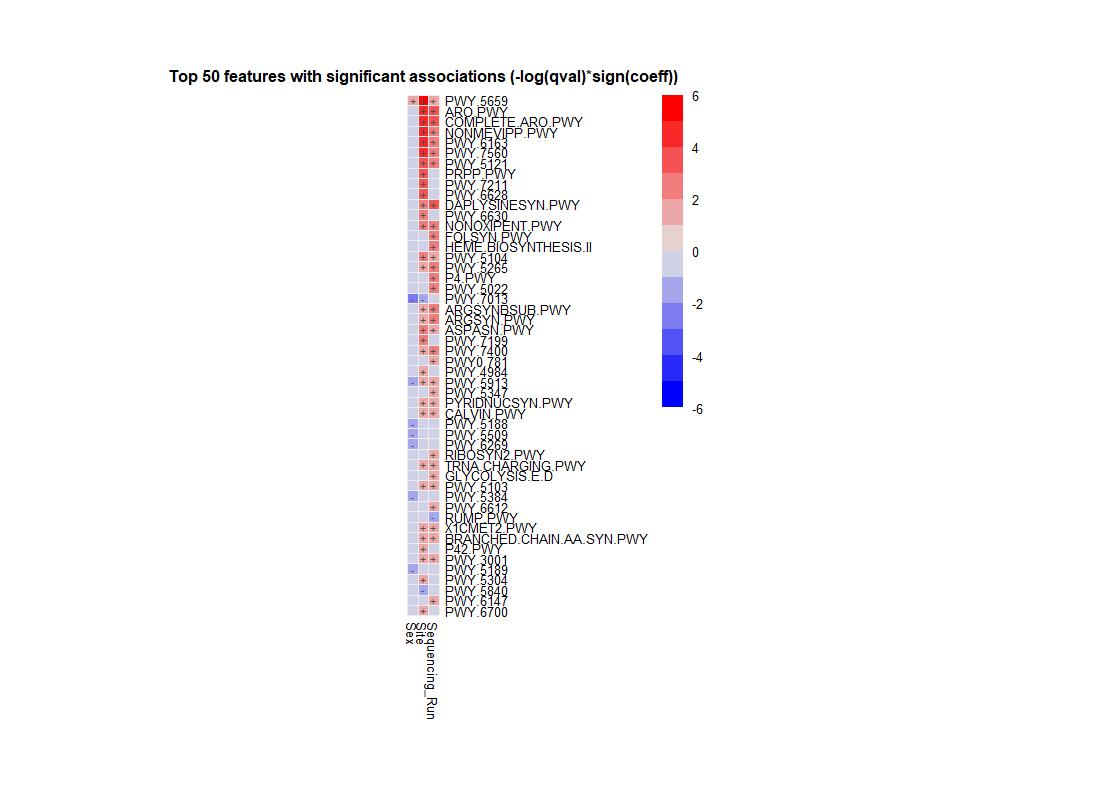 Top 50 features with significant associations (-log(qval)*sign(coeff))
PWY.5659
ARO.PWY
COMPLETE.ARO.PWY
NONMEVIPP.PWY
PWY.6163
PWY.7560
PWY.5121
PRPP.PWY
PWY.7211
PWY.6628
DAPLYSINESYN.PWY
PWY.6630
NONOXIPENT.PWY
FOLSYN.PWY
HEME.BIOSYNTHESIS.II
PWY.5104
PWY.5265
P4.PWY
PWY.5022
PWY.7013
ARGSYNBSUB.PWY
ARGSYN.PWY
ASPASN.PWY
PWY.7199
PWY.7400
PWY0.781
PWY.4984
PWY.5913
PWY.5347
PYRIDNUCSYN.PWY
CALVIN.PWY
PWY.5188
PWY.5509
PWY.6269
RIBOSYN2.PWY
TRNA.CHARGING.PWY
GLYCOLYSIS.E.D
PWY.5103
PWY.5384
PWY.6612
RUMP.PWY
X1CMET2.PWY
BRANCHED.CHAIN.AA.SYN.PWY
P42.PWY
PWY.3001
PWY.5189
PWY.5304
PWY.5840
PWY.6147
PWY.6700
Sex
Site
Sequencing_Run
6
4
2
0
-2
-4
-6